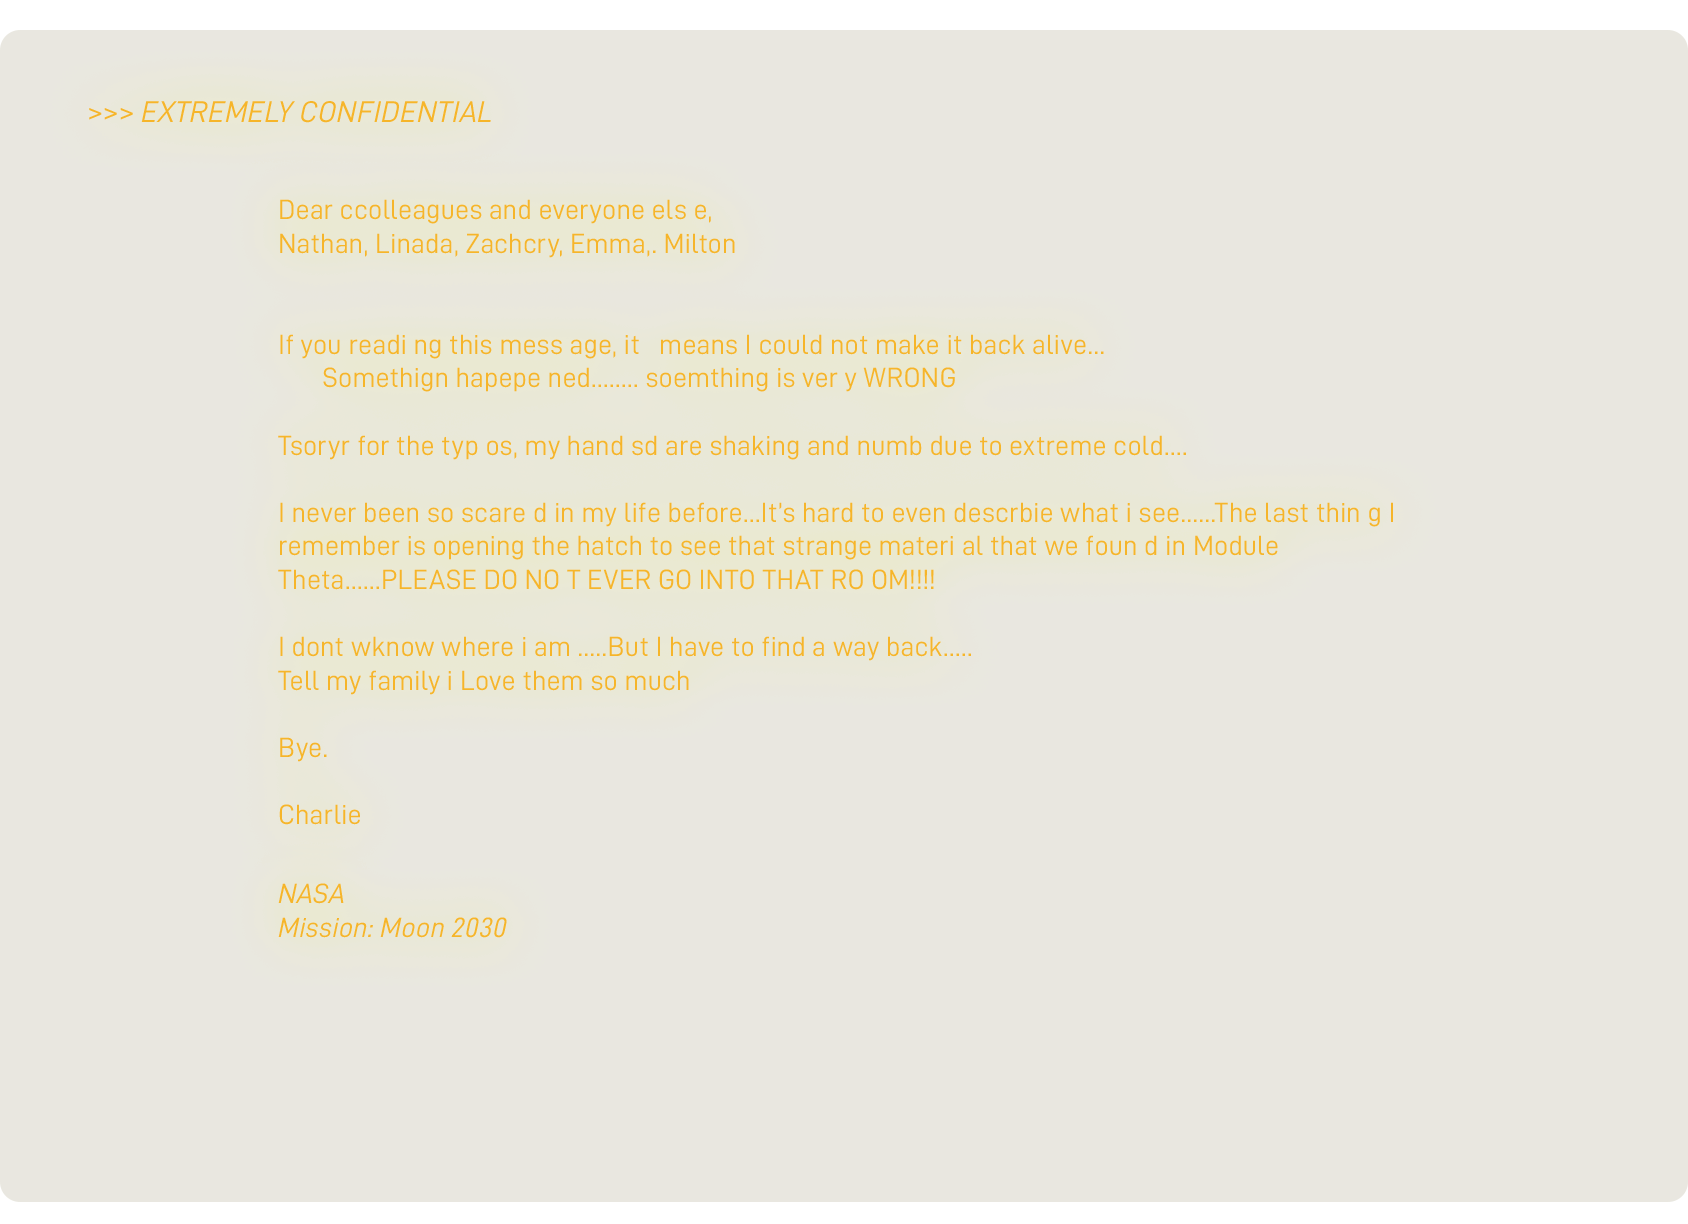 >>> EXTREMELY CONFIDENTIAL
Dear ccolleagues and everyone els e,
Nathan, Linada, Zachcry, Emma,. Milton
If you readi ng this mess age, it   means I could not make it back alive...
Somethign hapepe ned........ soemthing is ver y WRONG
Tsoryr for the typ os, my hand sd are shaking and numb due to extreme cold....
I never been so scare d in my life before...It's hard to even descrbie what i see......The last thin g I
remember is opening the hatch to see that strange materi al that we foun d in Module
Theta......PLEASE DO NO T EVER GO INTO THAT RO OM!!!!
I dont wknow where i am .....But I have to find a way back.....
Tell my family i Love them so much
Bye.
Charlie
NASA
Mission: Moon 2030